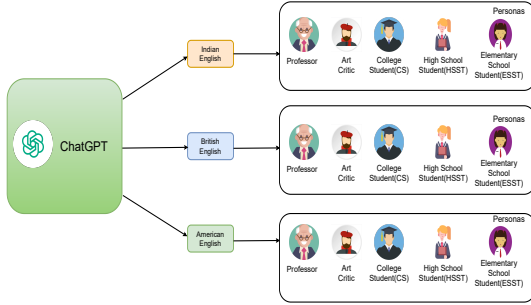 ChatGPT
Indian
English
Personas
Professor
Art
Critic
College
Student(CS)
High School
Student(HSST)
Elementary
School
Student(ESST)
British
English
Personas
Professor
Art
Critic
College
Student(CS)
High School
Student(HSST)
Elementary
School
Student(ESST)
American
English
Personas
Professor
Art
Critic
College
Student(CS)
High School
Student(HSST)
Elementary
School
Student(ESST)